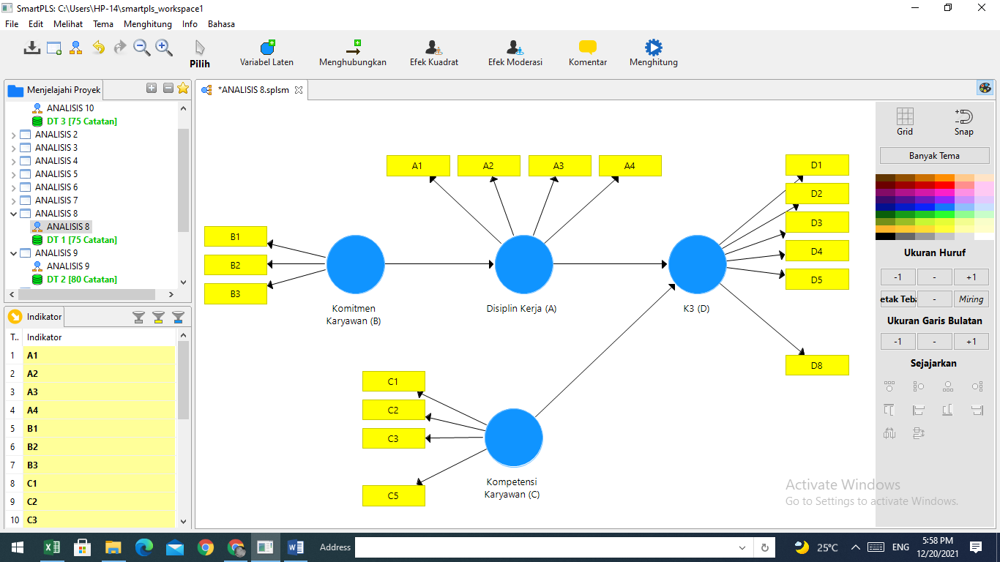 SmartPLS: C:\Users\HP-14\smartpls_workspace1
File Edit Melihat Tema Menghitung Info Bahasa
Pilih
Variabel Laten
Menghubungkan
Efek Kuadrat
Efek Moderasi
Komentar
Menghitung
Menjelajahi Proyek
*ANALISIS 8.splsm
ANALISIS 10
DT 3 [75 Catatan]
ANALISIS 2
ANALISIS 3
ANALISIS 4
ANALISIS 5
ANALISIS 6
ANALISIS 7
ANALISIS 8
ANALISIS 8
DT 1 [75 Catatan]
ANALISIS 9
ANALISIS 9
DT 2 [80 Catatan]
Indikator
T.. Indikator
1 A1
2 A2
3 A3
4 A4
5 B1
6 B2
7 B3
8 C1
9 C2
10 C3
A1 A2 A3 A4
B1
B2
B3
Komitmen
Karyawan (B)
Disiplin Kerja (A)
K3 (D)
D1
D2
D3
D4
D5
D8
C1
C2
C3
C5
Kompetensi
Karyawan (C)
Grid Snap
Banyak Tema
Ukuran Huruf
-1 - +1
etak Teba - Miring
Ukuran Garis Bulatan
-1 - +1
Sejajarkan
Activate Windows
Go to Settings to activate Windows.
Address
25°C
ENG
5:58 PM
12/20/2021